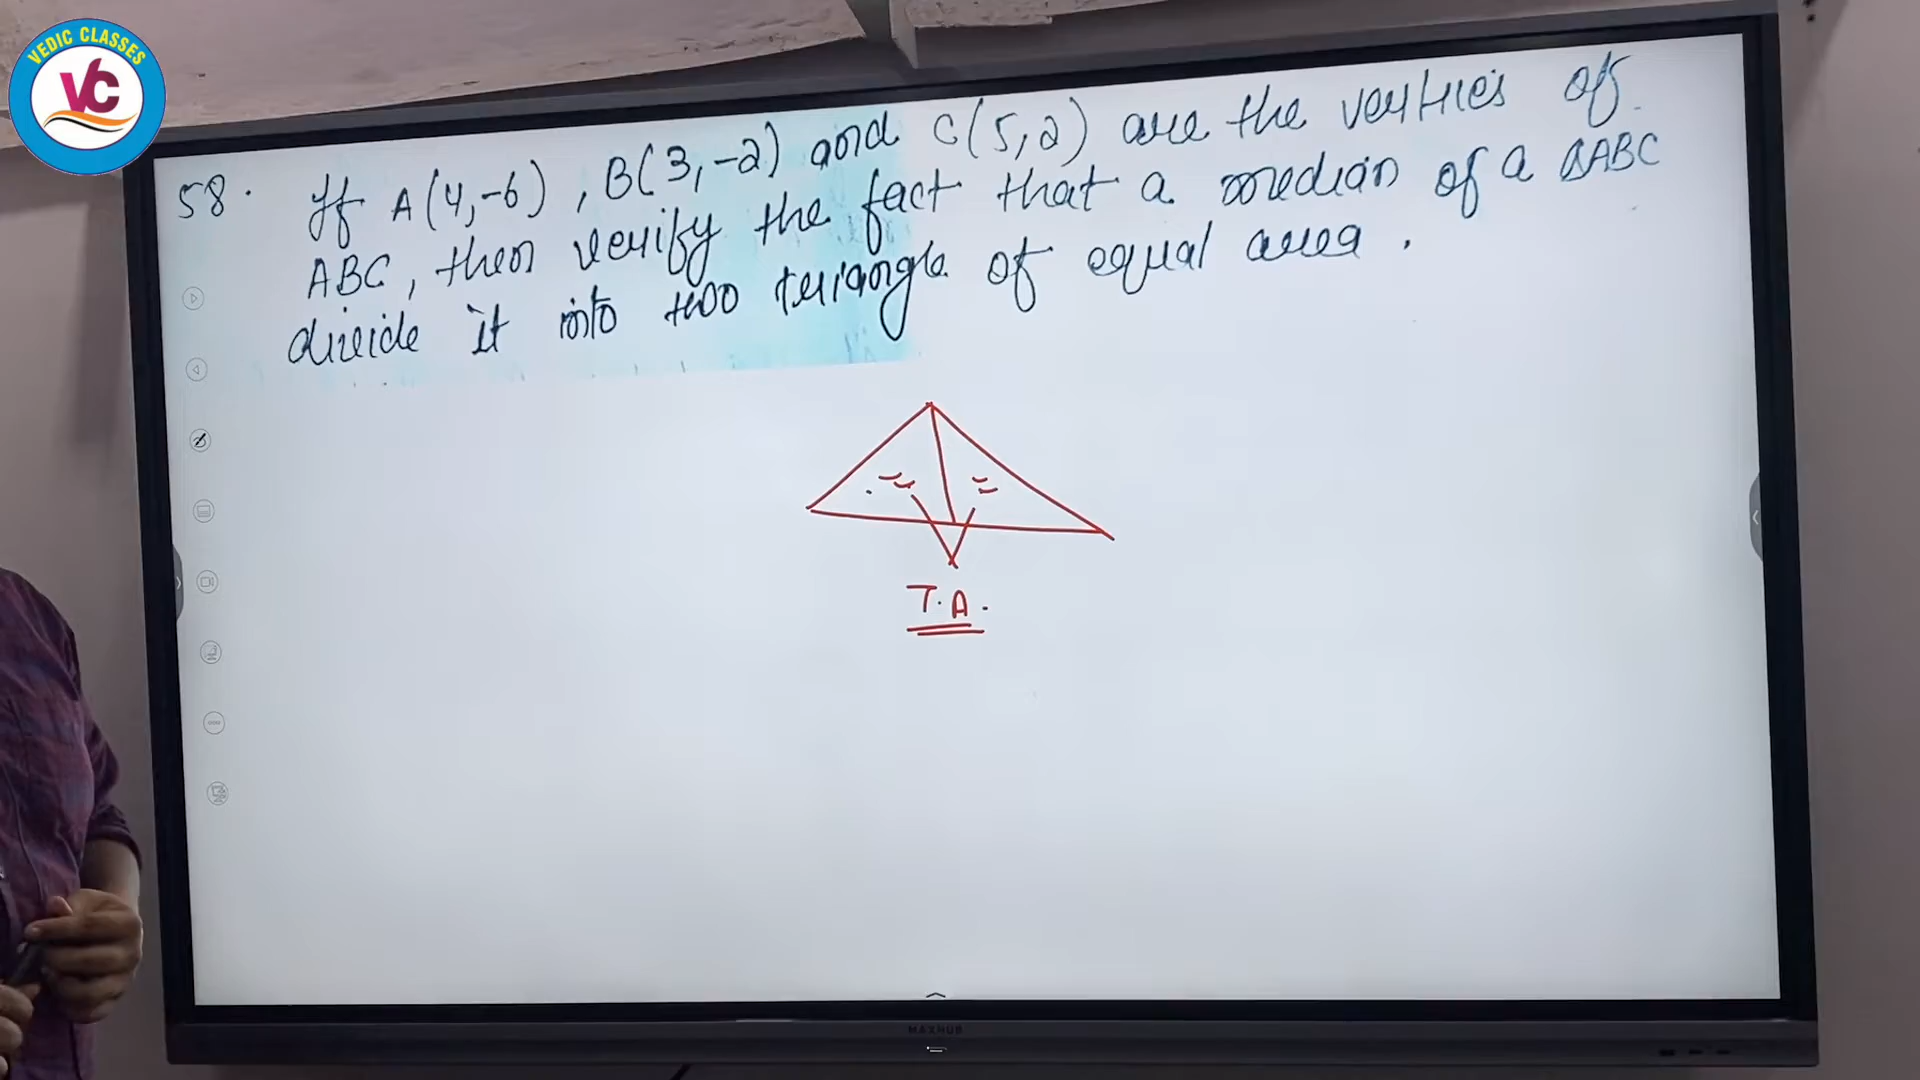 VEDIC CLASSES
VC
58. If A(4,-6), B(3,-2) and C(5,2) are the vertices of
ABC, then verify the fact that a median of a ΔABC
divide it into two triangle of equal area.
T.A.
MAXHUB